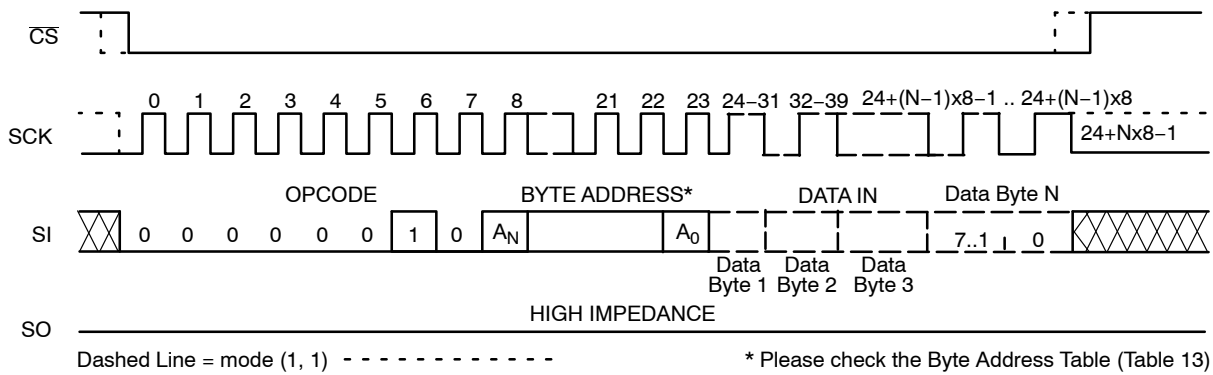 CS
0 1 2 3 4 5 6 7 8 21 22 23 24−31 32−39 24+(N−1)x8−1 .. 24+(N−1)x8
SCK
24+Nx8−1
OPCODE BYTE ADDRESS* DATA IN Data Byte N
SI
0 0 0 0 0 0 1 0 AN A0 7..1 0
Data Byte 1
Data Byte 2
Data Byte 3
HIGH IMPEDANCE
SO
Dashed Line = mode (1, 1) * Please check the Byte Address Table (Table 13)